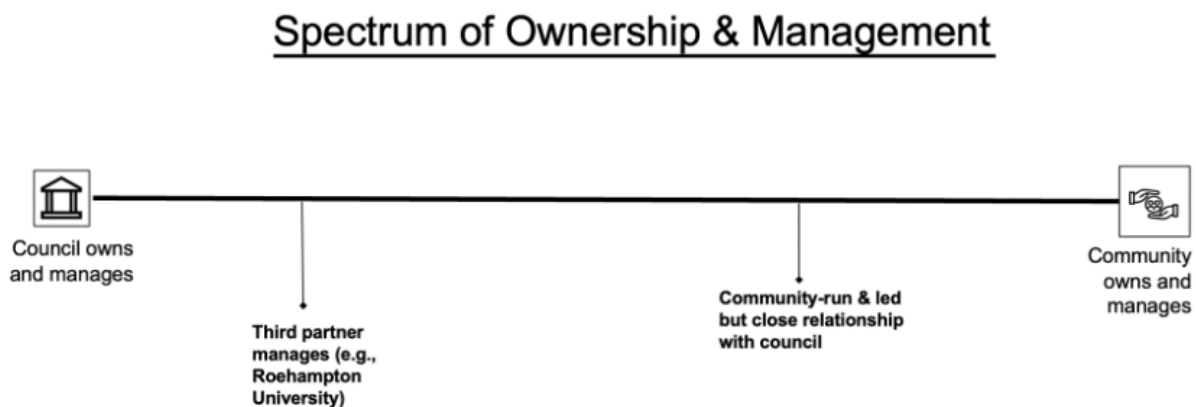 Spectrum of Ownership & Management
Council owns
and manages
Third partner
manages (e.g.,
Roehampton
University)
Community-run & led
but close relationship
with council
Community
owns and
manages